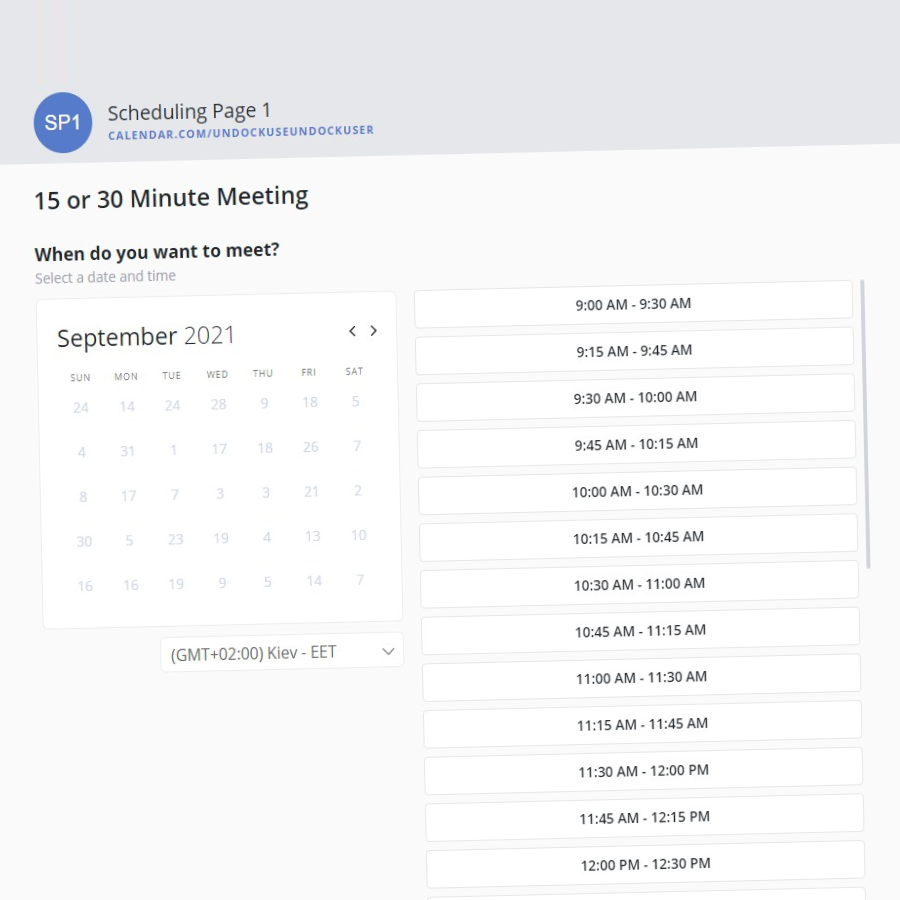 SP1
Scheduling Page 1
CALENDAR.COM/UNDOCKUSEUNDOCKUSER
15 or 30 Minute Meeting
When do you want to meet?
Select a date and time
September 2021
SUN MON TUE WED THU FRI SAT
24 14 24 28 9 18 5
4 31 1 17 18 26 7
8 17 7 3 3 21 2
30 5 23 19 4 13 10
16 16 19 9 5 14 7
(GMT+02:00) Kiev - EET
9:00 AM - 9:30 AM
9:15 AM - 9:45 AM
9:30 AM - 10:00 AM
9:45 AM - 10:15 AM
10:00 AM - 10:30 AM
10:15 AM - 10:45 AM
10:30 AM - 11:00 AM
10:45 AM - 11:15 AM
11:00 AM - 11:30 AM
11:15 AM - 11:45 AM
11:30 AM - 12:00 PM
11:45 AM - 12:15 PM
12:00 PM - 12:30 PM